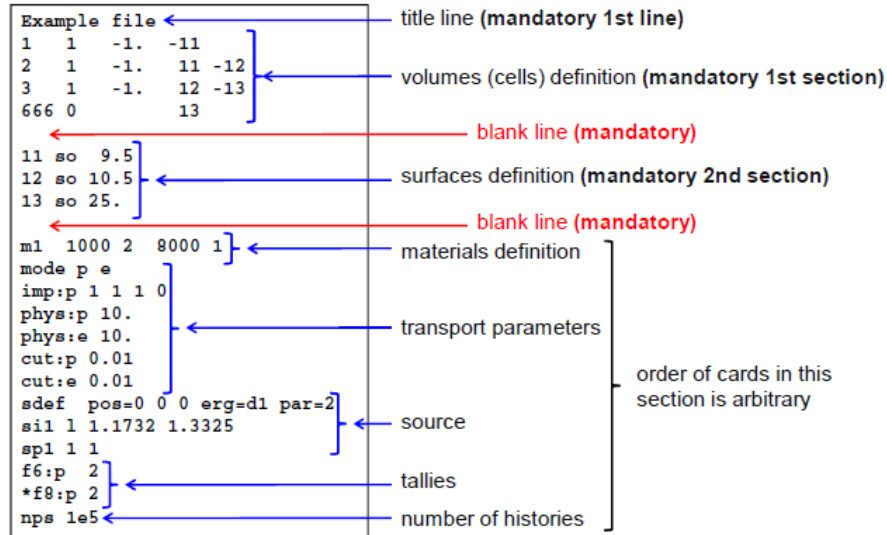 Example file
title line (mandatory 1st line)
1 1 -1. -11
2 1 -1. 11 -12
3 1 -1. 12 -13
666 0 13
volumes (cells) definition (mandatory 1st section)
blank line (mandatory)
11 so 9.5
12 so 10.5
13 so 25.
surfaces definition (mandatory 2nd section)
blank line (mandatory)
m1 1000 2 8000 1
materials definition
mode p e
imp:p 1 1 1 0
phys:p 10.
phys:e 10.
cut:p 0.01
cut:e 0.01
transport parameters
sdef pos=0 0 0 erg=d1 par=2
si1 l 1.1732 1.3325
sp1 1 1
source
f6:p 2
*f8:p 2
tallies
nps 1e5
number of histories
order of cards in this
section is arbitrary